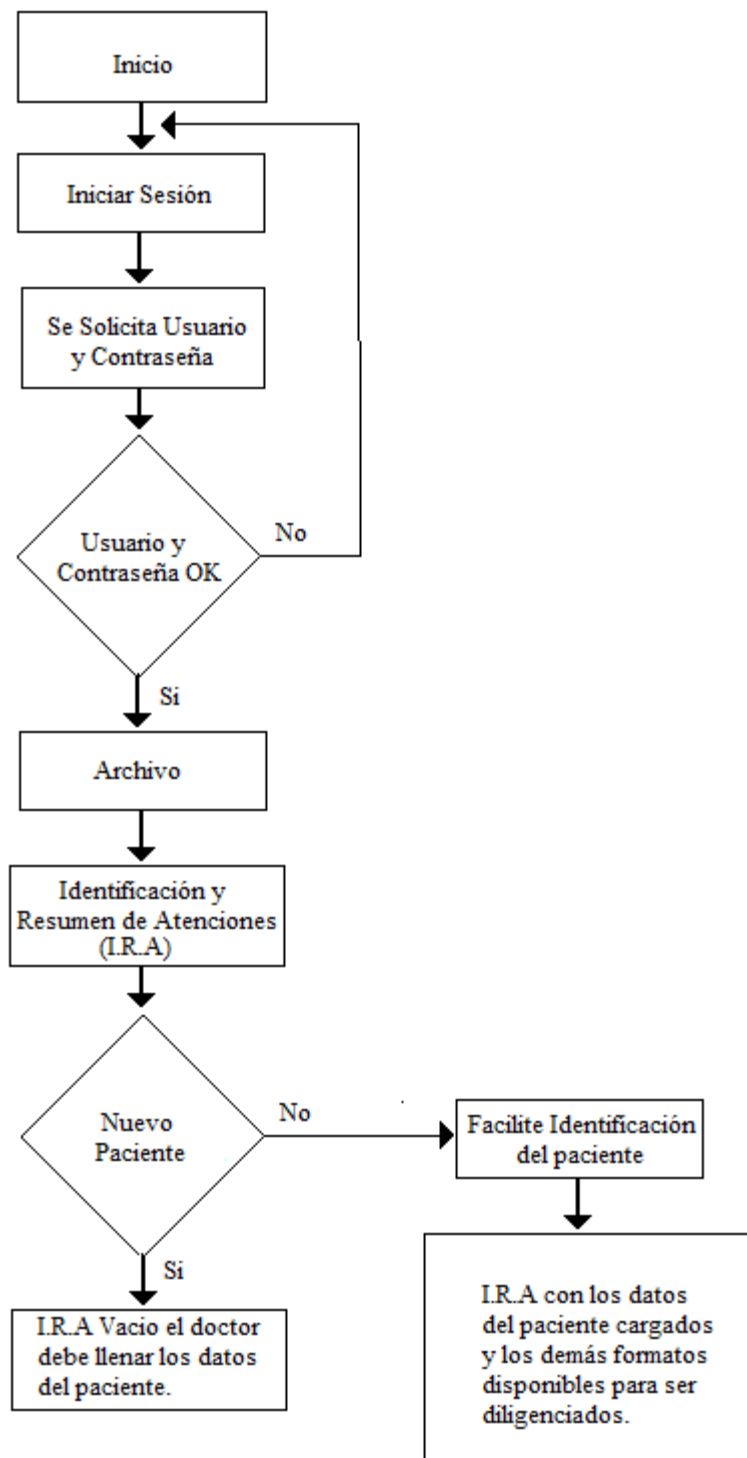 Inicio
Iniciar Sesión
Se Solicita Usuario
y Contraseña
Usuario y
Contraseña OK
No
Si
Archivo
Identificación y
Resumen de Atenciones
(I.R.A)
Nuevo
Paciente
No
Facilite Identificación
del paciente
Si
I.R.A Vacio el doctor
debe llenar los datos
del paciente.
I.R.A con los datos
del paciente cargados
y los demás formatos
disponibles para ser
diligenciados.